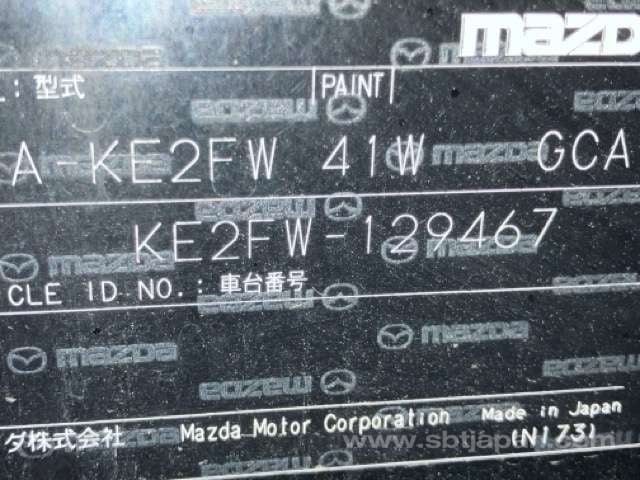 mazda
: 型式 PAINT
A-KE2FW 41W GCA
KE2FW-129467
CLE ID NO.: 車台番号
ダ株式会社 Mazda Motor Corporation Made in Japan
(N173)
www.sbtjapan.com